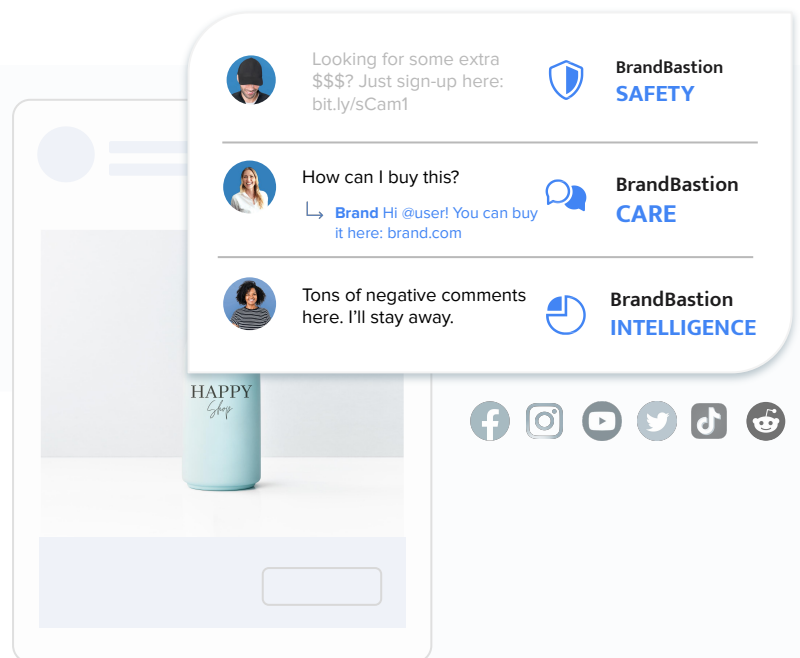 Looking for some extra
$$$? Just sign-up here:
bit.ly/sCam1
BrandBastion
SAFETY
How can I buy this?
Brand Hi @user! You can buy
it here: brand.com
BrandBastion
CARE
Tons of negative comments
here. I'll stay away.
BrandBastion
INTELLIGENCE
HAPPY
Shop